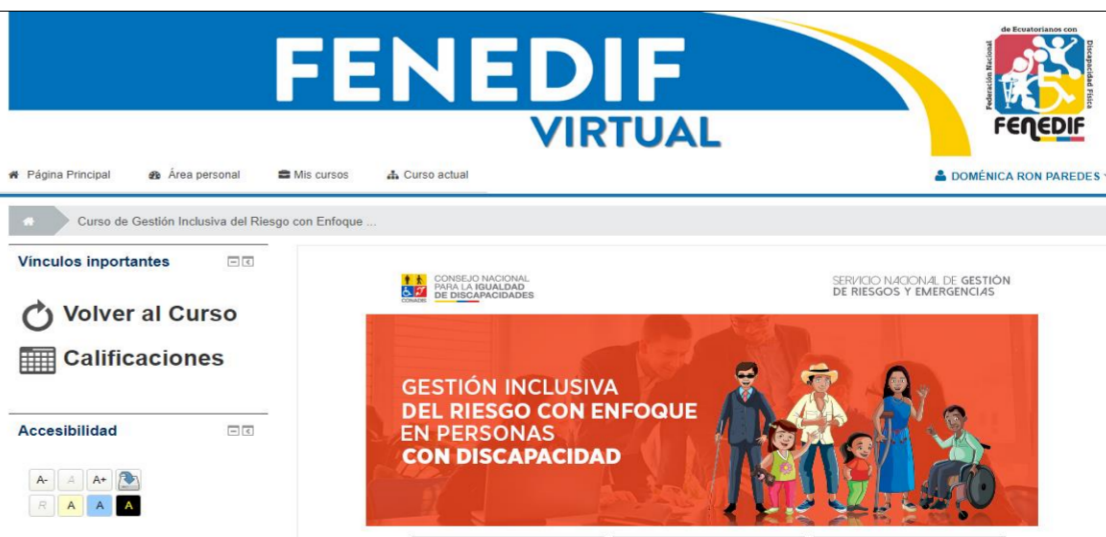 FENEDIF
VIRTUAL
de Ecuatorianos con
Federación Nacional
Discapacidad Física
FENEDIF
Página Principal
Área personal
Mis cursos
Curso actual
DOMÉNICA RON PAREDES
Curso de Gestión Inclusiva del Riesgo con Enfoque ...
Vínculos inportantes
Volver al Curso
Calificaciones
Accesibilidad
A- A A+
R A A A
CONADIS
CONSEJO NACIONAL
PARA LA IGUALDAD
DE DISCAPACIDADES
SERVICIO NACIONAL DE GESTIÓN
DE RIESGOS Y EMERGENCIAS
GESTIÓN INCLUSIVA
DEL RIESGO CON ENFOQUE
EN PERSONAS
CON DISCAPACIDAD